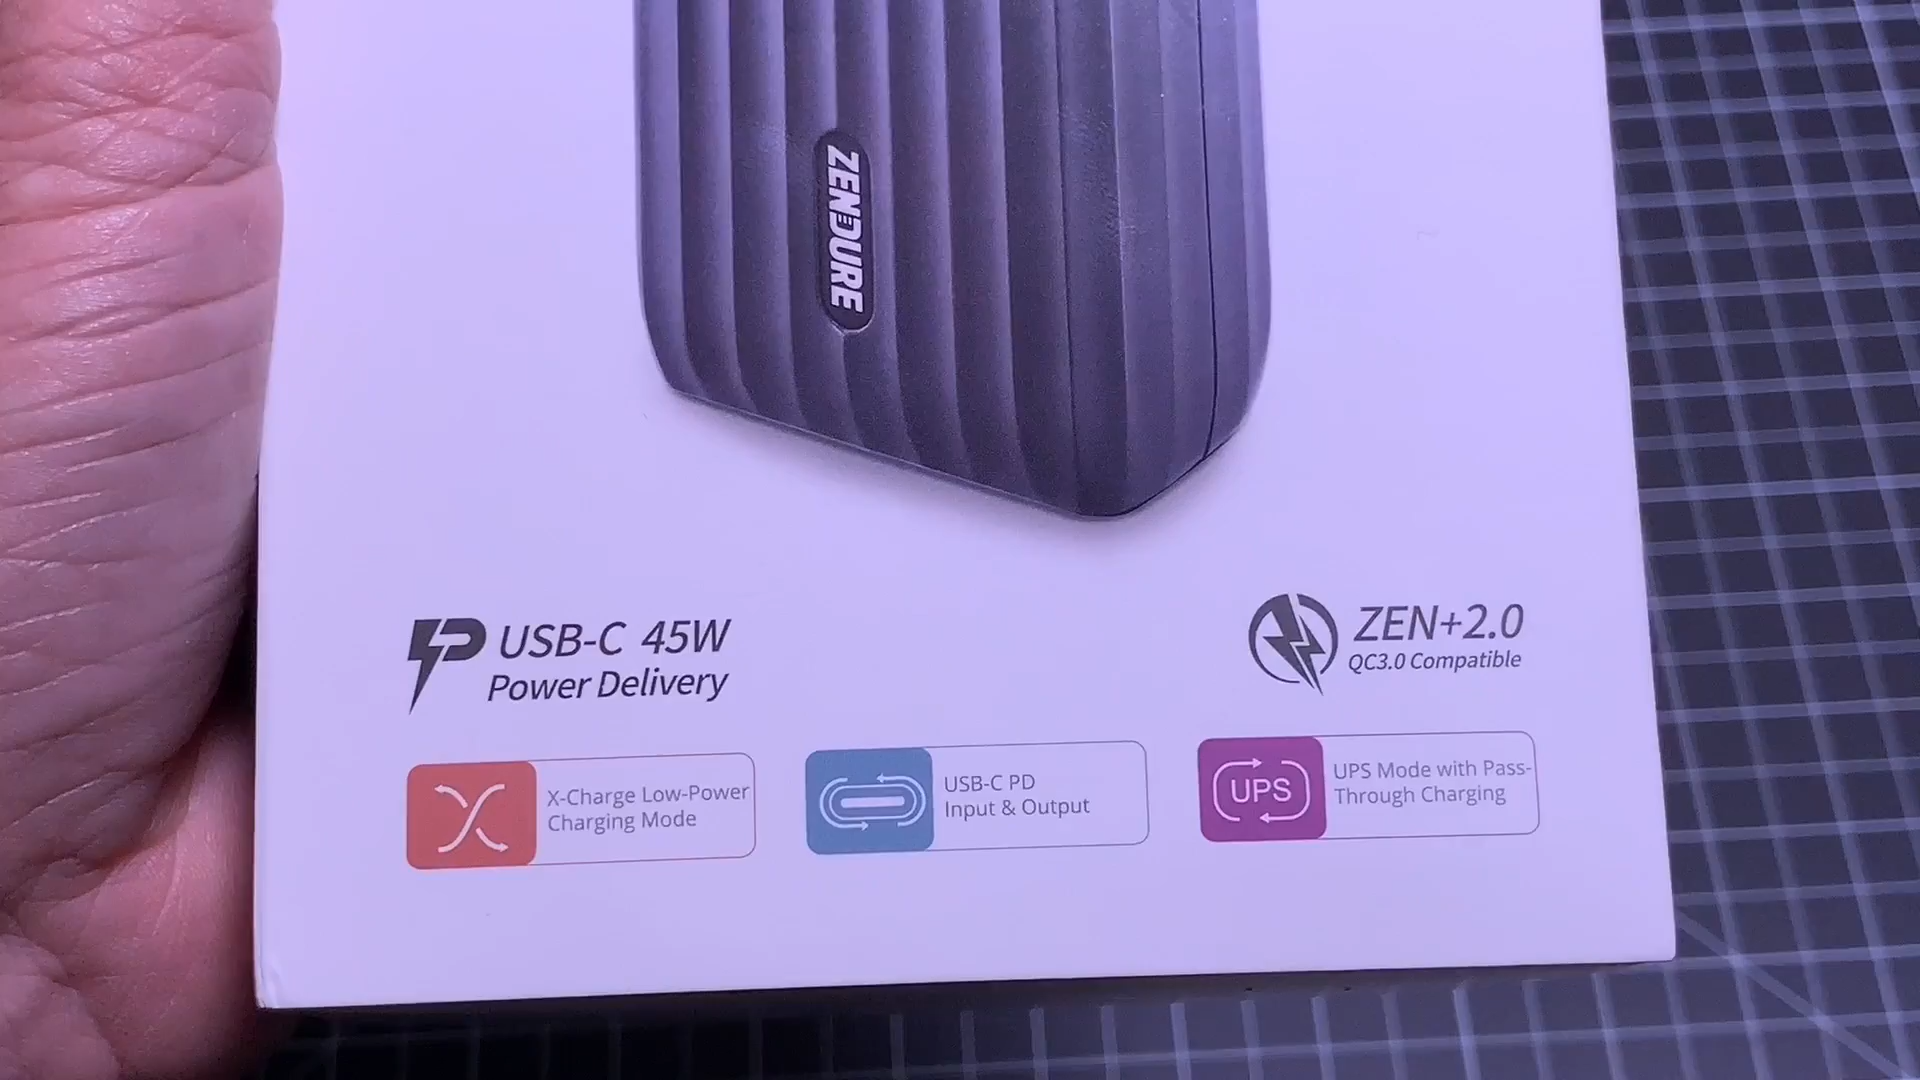 ZENDURE
USB-C 45W
Power Delivery
ZEN+2.0
QC3.0 Compatible
X-Charge Low-Power
Charging Mode
USB-C PD
Input & Output
UPS
UPS Mode with Pass-
Through Charging